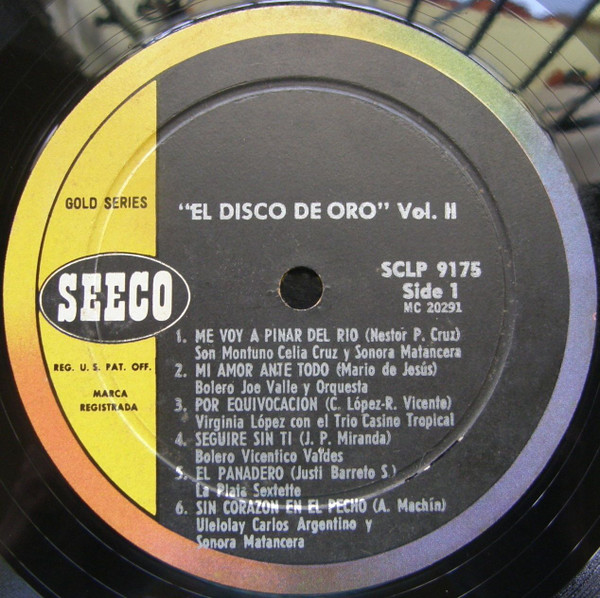 GOLD SERIES
"EL DISCO DE ORO" Vol. II
SCLP 9175
Side 1
MC 20291
SEECO
REG. U. S. PAT. OFF.
MARCA
REGISTRADA
1. ME VOY A PINAR DEL RIO (Nestor P. Cruz)
Son Montuno Celia Cruz y Sonora Matancera
2. MI AMOR ANTE TODO (Mario de Jesús)
Bolero Joe Valle y Orquesta
3. POR EQUIVOCACIÓN (C. López-R. Vicente)
Virginia López con el Trio Casino Tropical
4. SEGUIRE SIN TI (J. P. Miranda)
Bolero Vicentico Valdes
5. EL PANADERO (Justi Barreto S.)
La Plata Sextette
6. SIN CORAZON EN EL PECHO (A. Machín)
Ulelolay Carlos Argentino y
Sonora Matancera